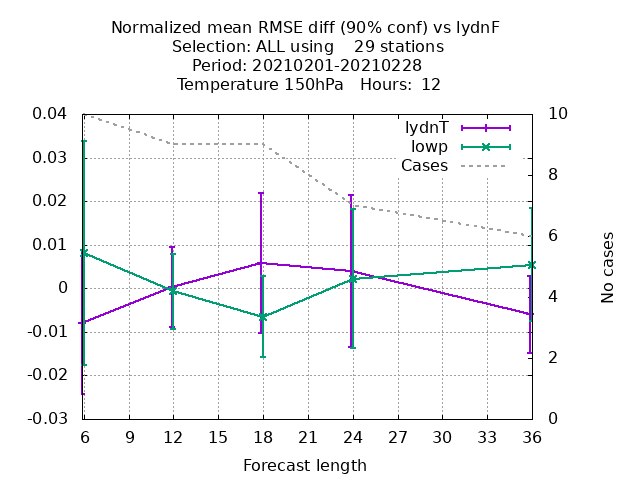 Normalized mean RMSE diff (90% conf) vs lydnF
Selection: ALL using    29 stations
Period: 20210201-20210228
Temperature 150hPa   Hours:  12
0.04
0.03
0.02
0.01
0
-0.01
-0.02
-0.03
10
8
6
4
2
0
lydnT
lowp
Cases
No cases
6 9 12 15 18 21 24 27 30 33 36
Forecast length